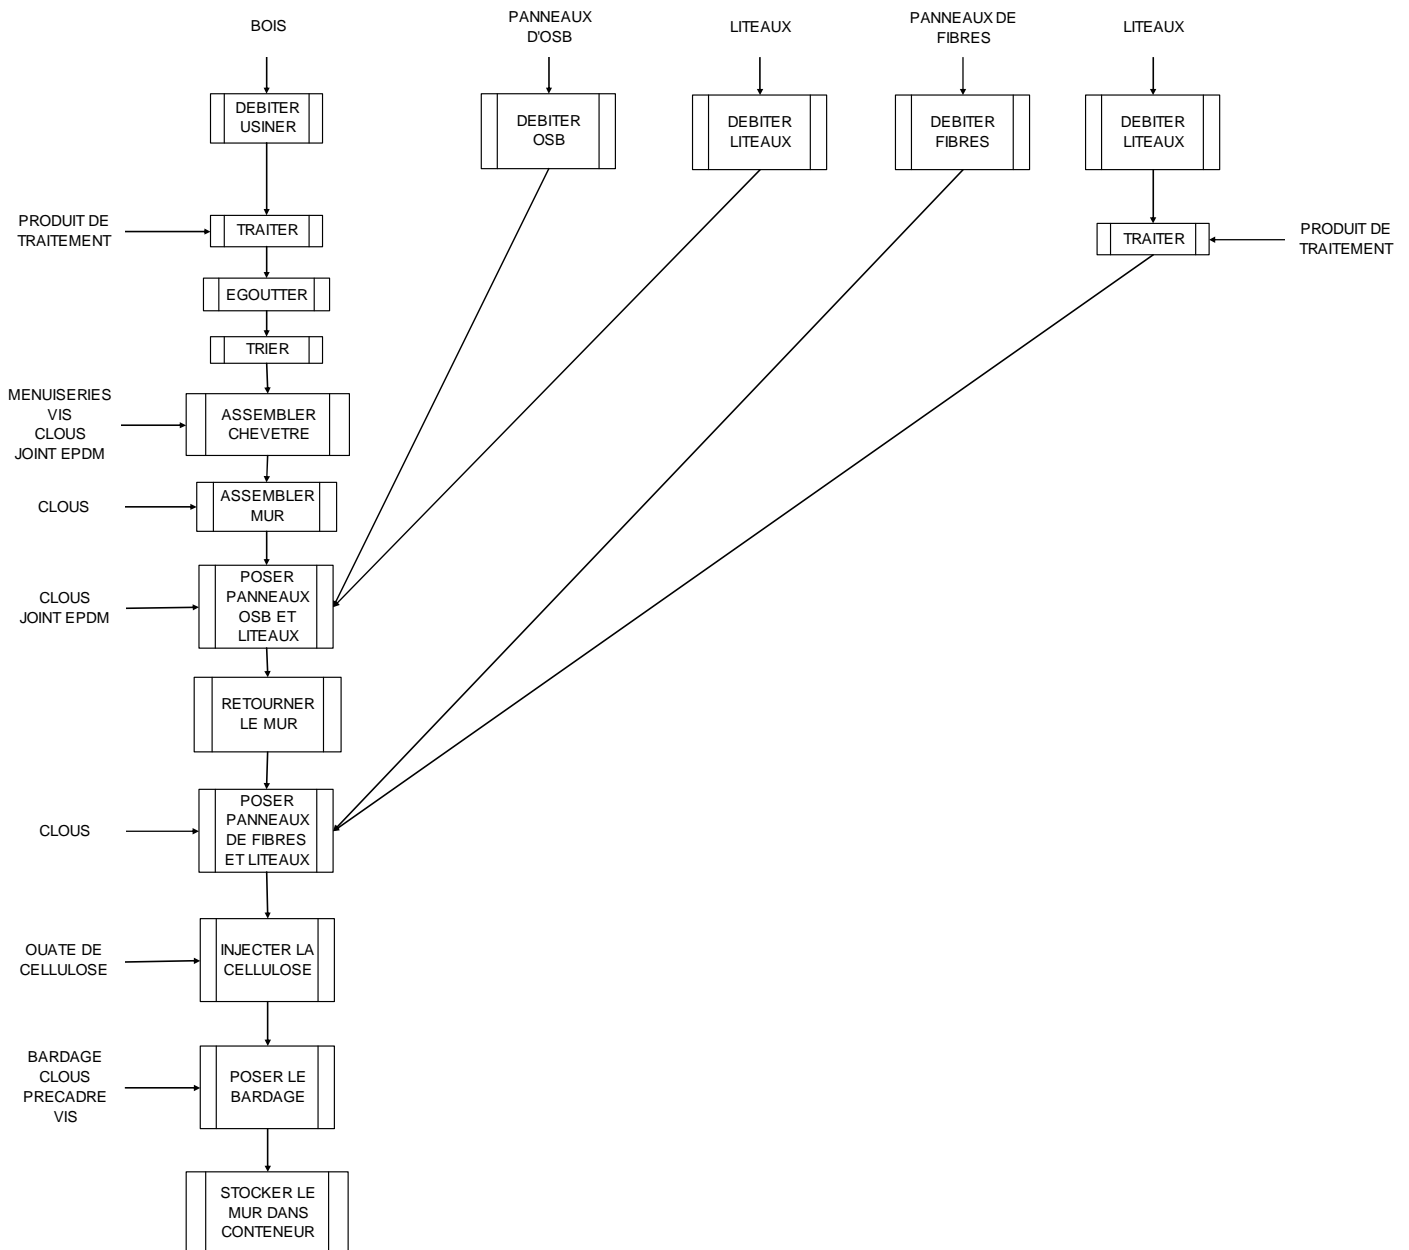 BOIS
PANNEAUX
D'OSB
LITEAUX
PANNEAUX DE
FIBRES
LITEAUX
DEBITER
USINER
DEBITER
OSB
DEBITER
LITEAUX
DEBITER
FIBRES
DEBITER
LITEAUX
PRODUIT DE
TRAITEMENT
TRAITER
TRAITER
PRODUIT DE
TRAITEMENT
EGOUTTER
TRIER
MENUISERIES
VIS
CLOUS
JOINT EPDM
ASSEMBLER
CHEVETRE
CLOUS
ASSEMBLER
MUR
CLOUS
JOINT EPDM
POSER
PANNEAUX
OSB ET
LITEAUX
RETOURNER
LE MUR
CLOUS
POSER
PANNEAUX
DE FIBRES
ET LITEAUX
OUATE DE
CELLULOSE
INJECTER LA
CELLULOSE
BARDAGE
CLOUS
PRECADRE
VIS
POSER LE
BARDAGE
STOCKER LE
MUR DANS
CONTENEUR